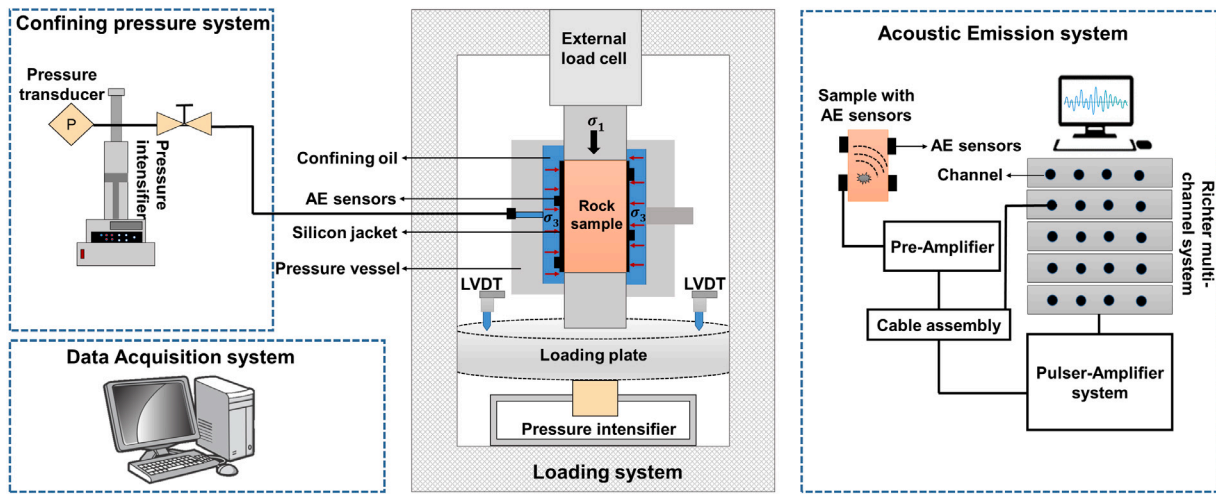 Confining pressure system
Pressure
transducer
P
Pressure
intensifier
Data Acquisition system
External
load cell
σ1
Confining oil
AE sensors
Silicon jacket
Pressure vessel
Rock
sample
σ3
σ3
LVDT
LVDT
Loading plate
Pressure intensifier
Loading system
Acoustic Emission system
Sample with
AE sensors
AE sensors
Channel
Richter multi-
channel system
Pre-Amplifier
Cable assembly
Pulser-Amplifier
system